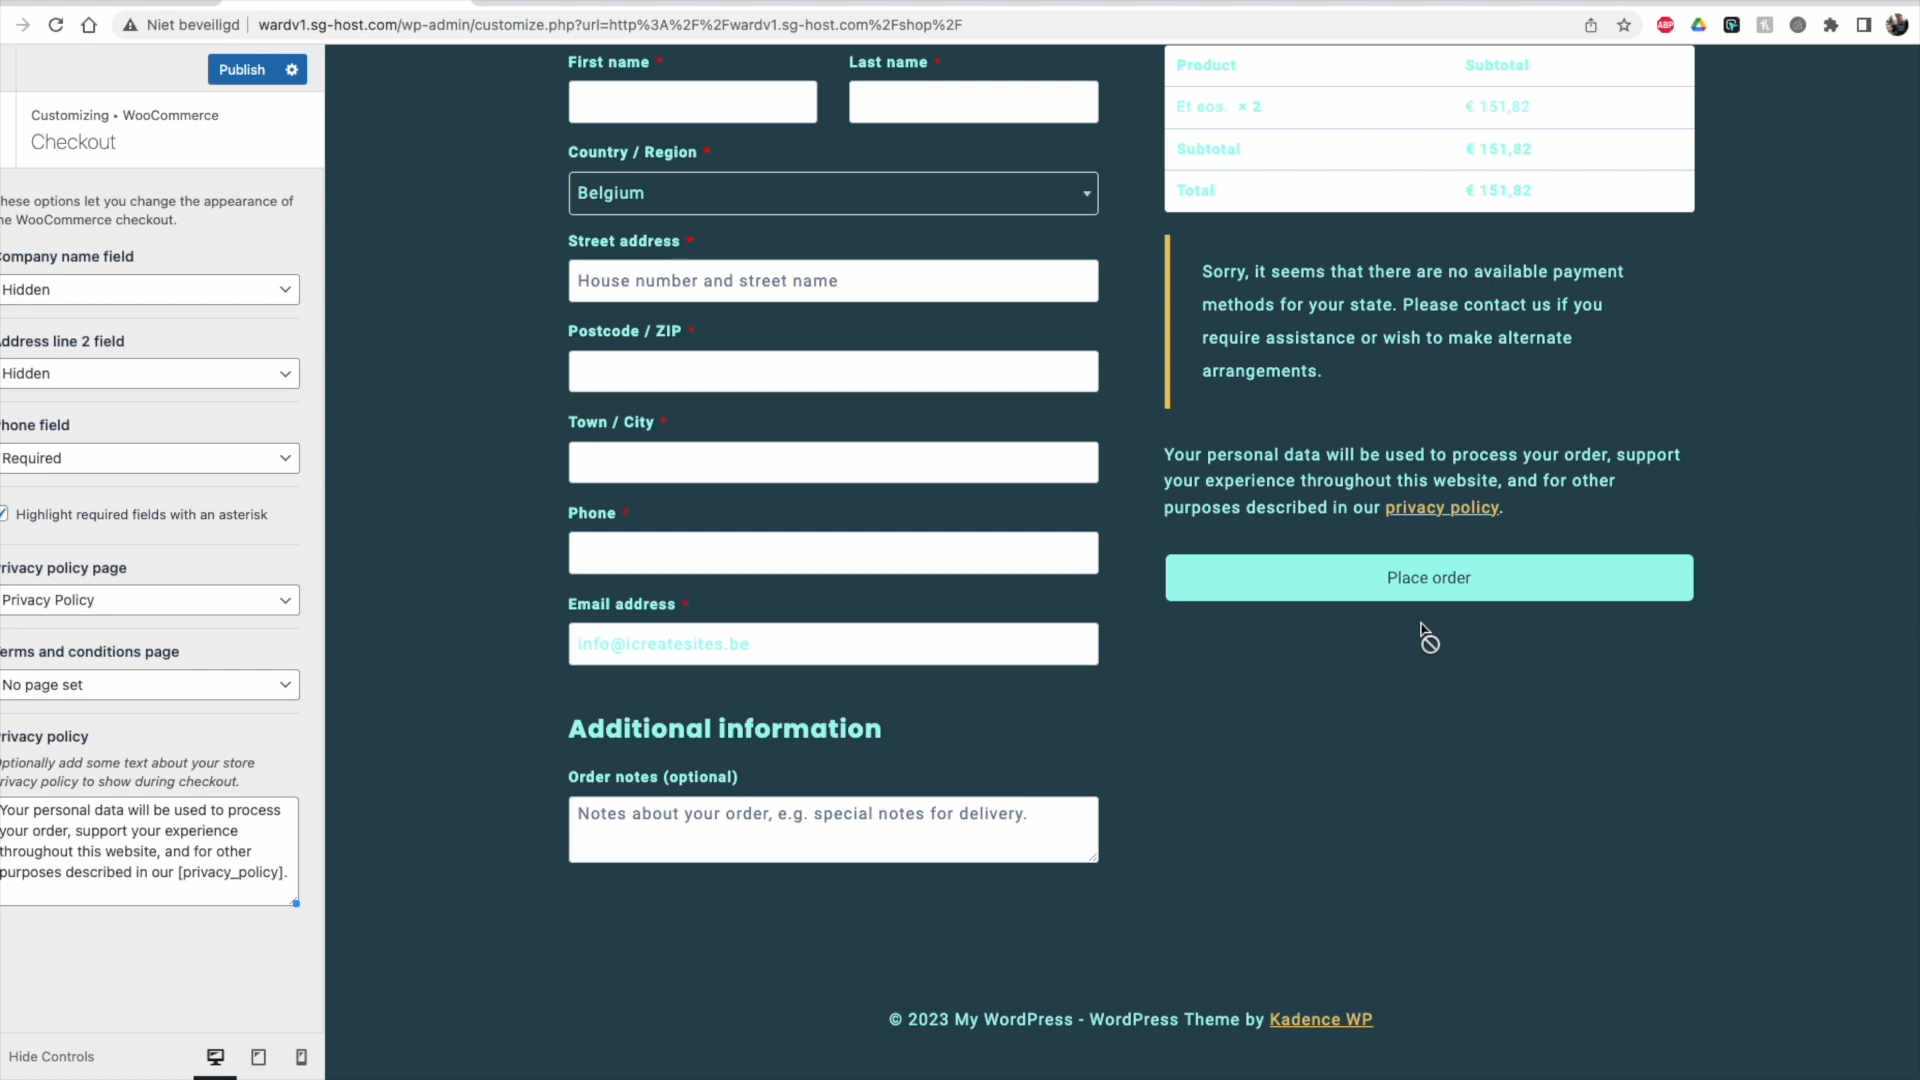 Niet beveiligd
wardv1.sg-host.com/wp-admin/customize.php?url=http%3A%2F%2Fwardv1.sg-host.com%2Fshop%2F
ABP
Publish
Customizing ▸ WooCommerce
Checkout
hese options let you change the appearance of
he WooCommerce checkout.
ompany name field
Hidden
ddress line 2 field
Hidden
hone field
Required
Highlight required fields with an asterisk
rivacy policy page
Privacy Policy
erms and conditions page
No page set
rivacy policy
ptionally add some text about your store
rivacy policy to show during checkout.
Your personal data will be used to process
your order, support your experience
throughout this website, and for other
purposes described in our [privacy_policy].
Hide Controls
First name *
Last name *
Country / Region *
Belgium
Street address *
House number and street name
Postcode / ZIP *
Town / City *
Phone *
Email address *
info@icreatesites.be
Additional information
Order notes (optional)
Notes about your order, e.g. special notes for delivery.
Product Subtotal
Et eos. × 2 € 151,82
Subtotal € 151,82
Total € 151,82
Sorry, it seems that there are no available payment
methods for your state. Please contact us if you
require assistance or wish to make alternate
arrangements.
Your personal data will be used to process your order, support
your experience throughout this website, and for other
purposes described in our privacy policy.
Place order
© 2023 My WordPress - WordPress Theme by Kadence WP